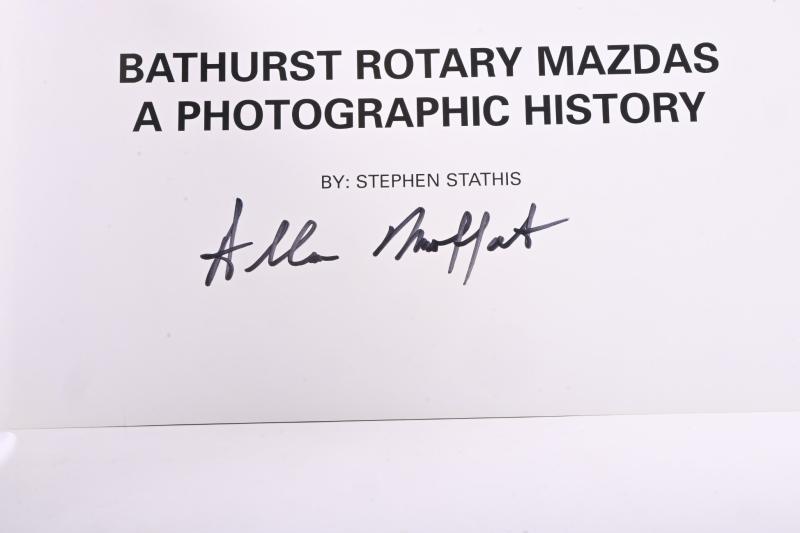 BATHURST ROTARY MAZDAS
A PHOTOGRAPHIC HISTORY
BY: STEPHEN STATHIS
Allan Moffat